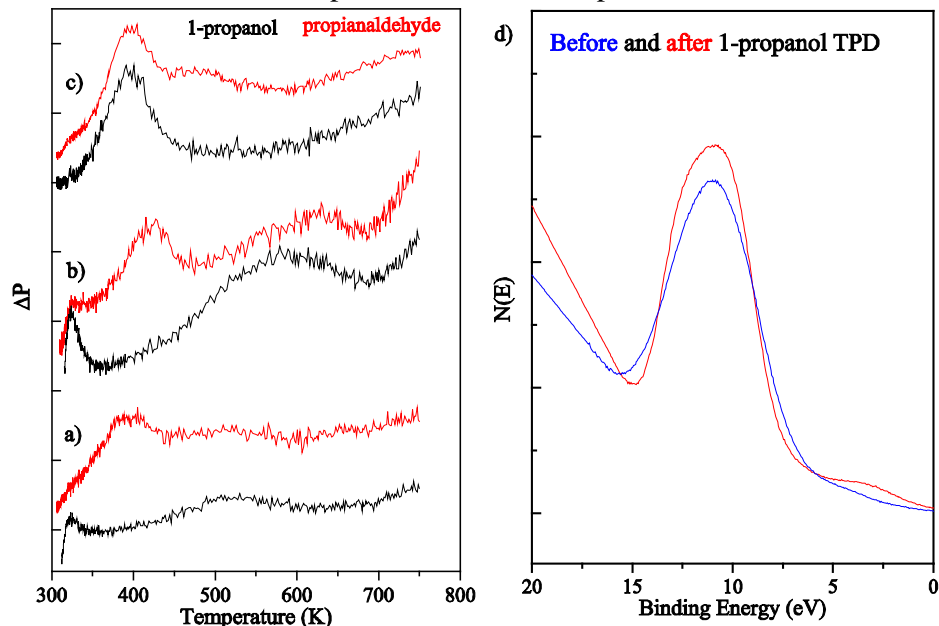 1-propanol propianaldehyde
c)
b)
a)
ΔP
300 400 500 600 700 800
Temperature (K)
d)
Before and after 1-propanol TPD
N(E)
20 15 10 5 0
Binding Energy (eV)